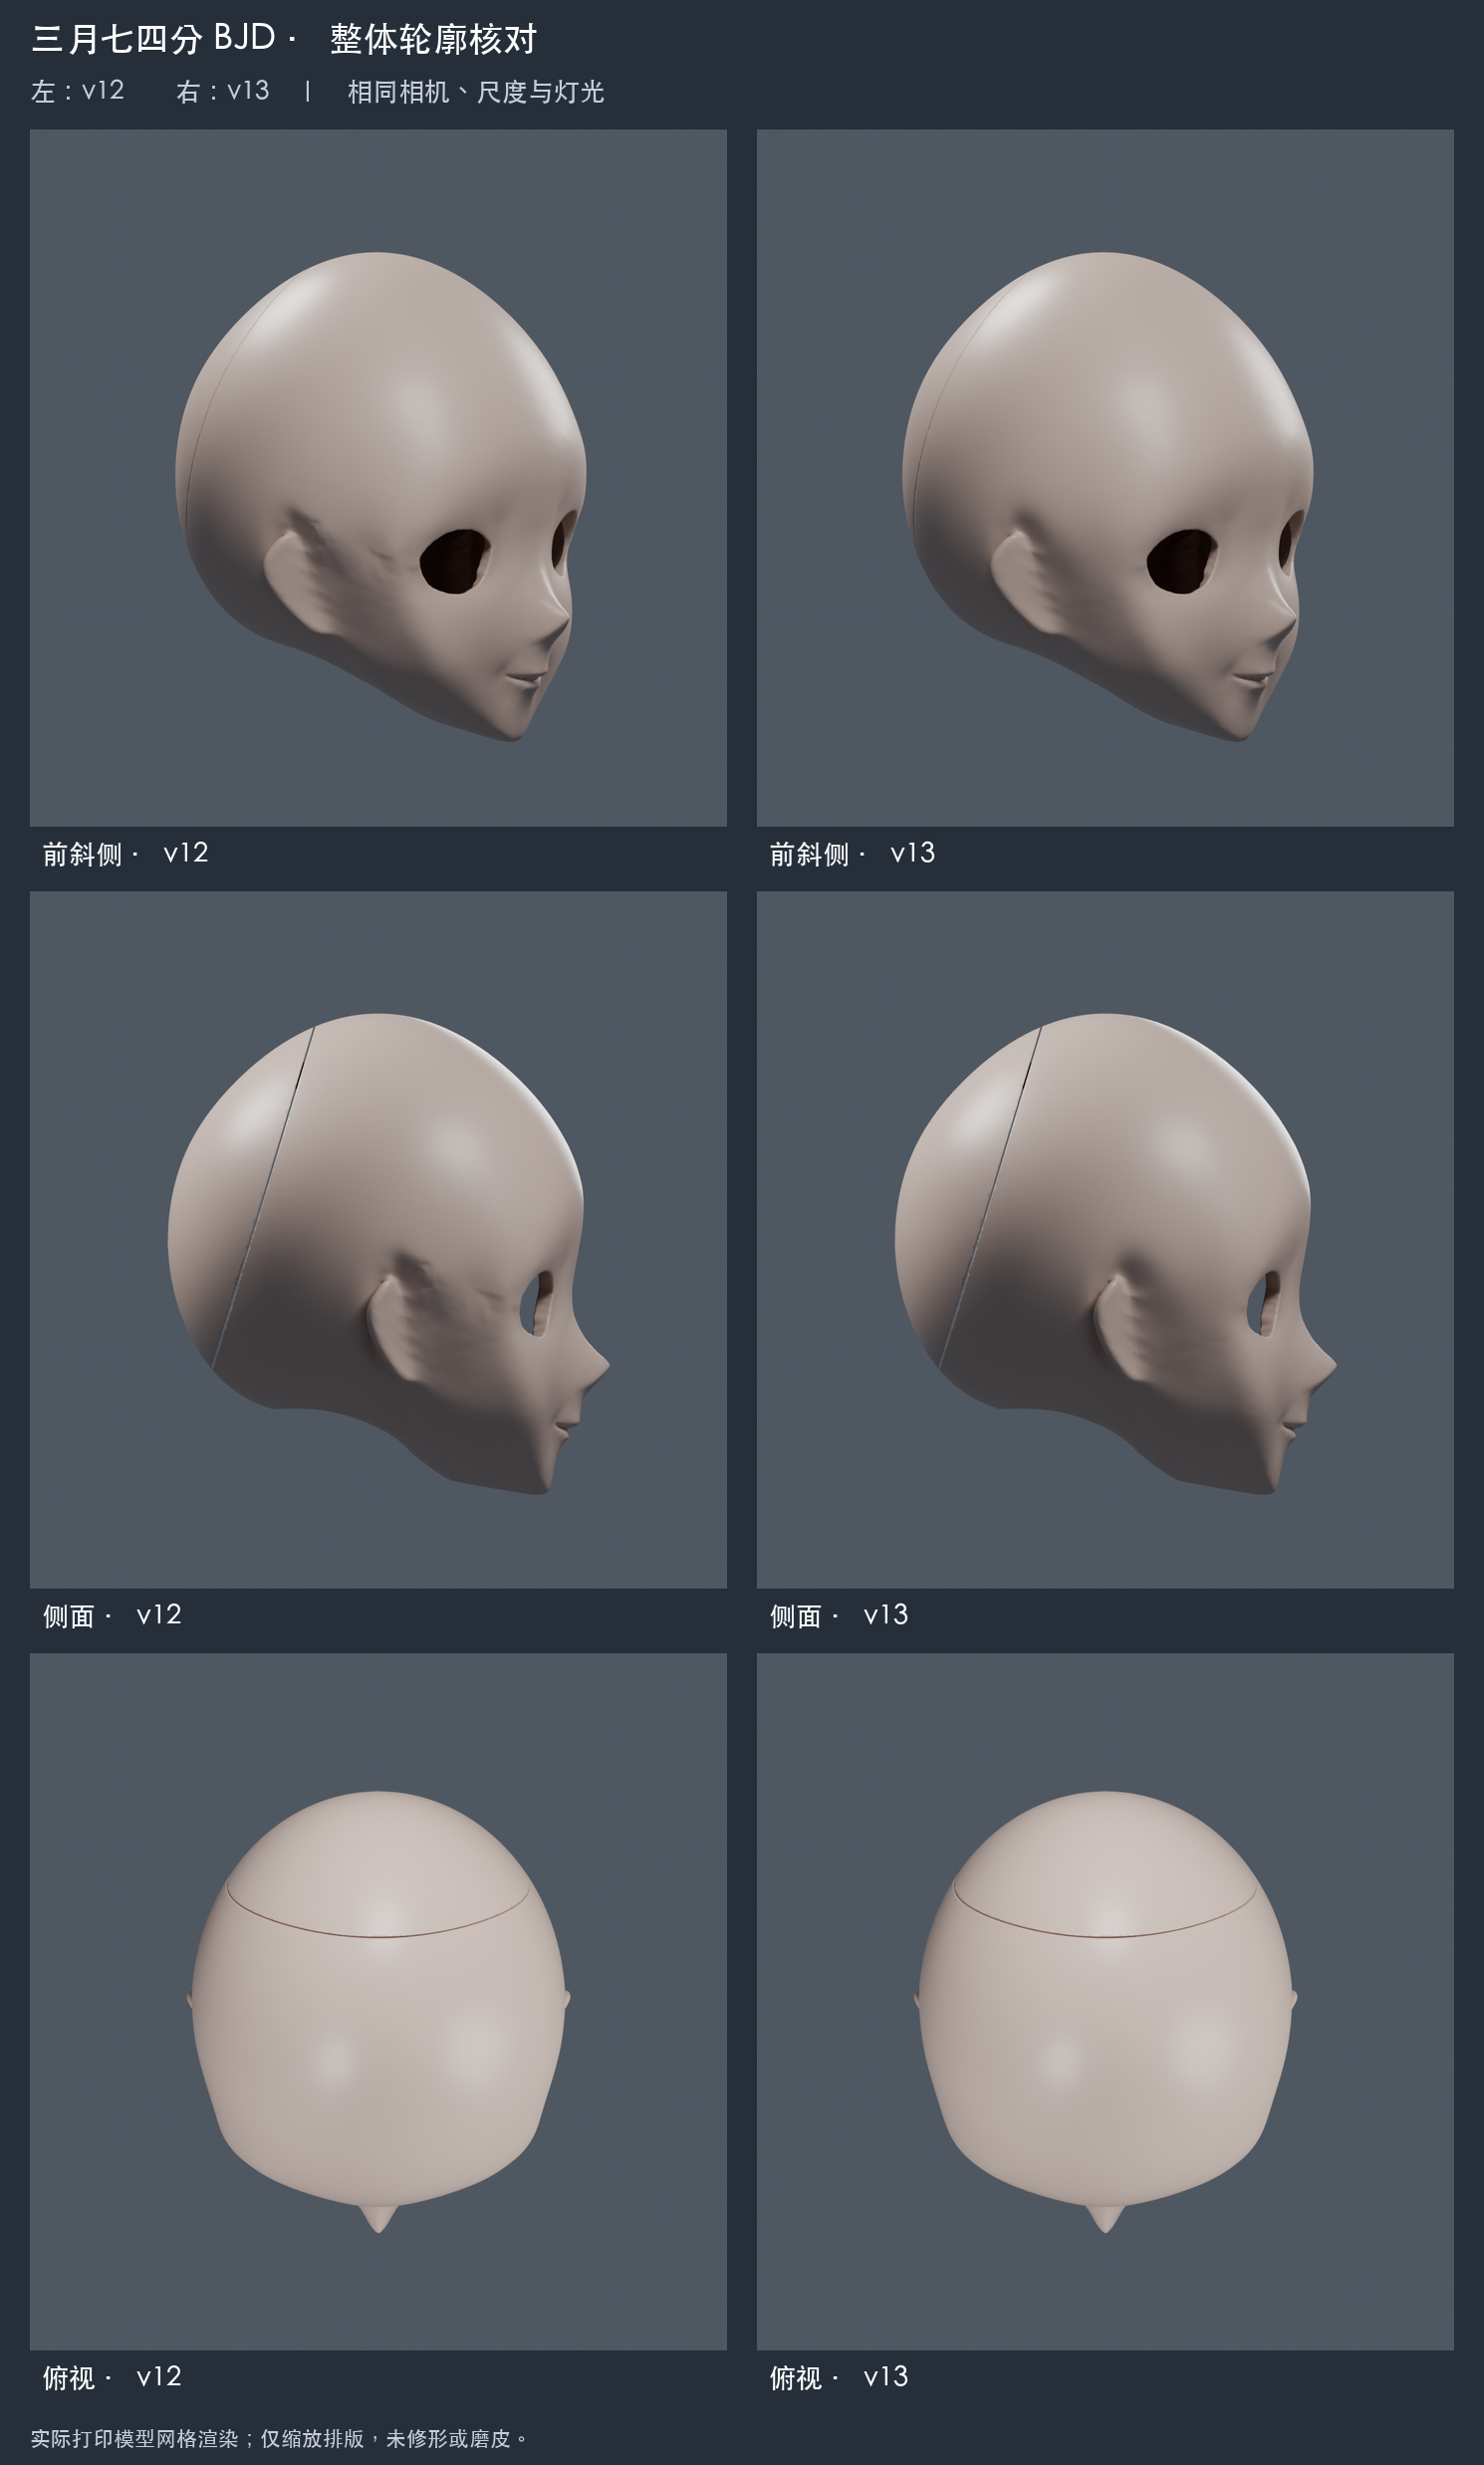 三月七四分 BJD · 整体轮廓核对
左：v12 右：v13 | 相同相机、尺度与灯光
前斜侧 · v12
前斜侧 · v13
侧面 · v12
侧面 · v13
俯视 · v12
俯视 · v13
实际打印模型网格渲染；仅缩放排版，未修形或磨皮。